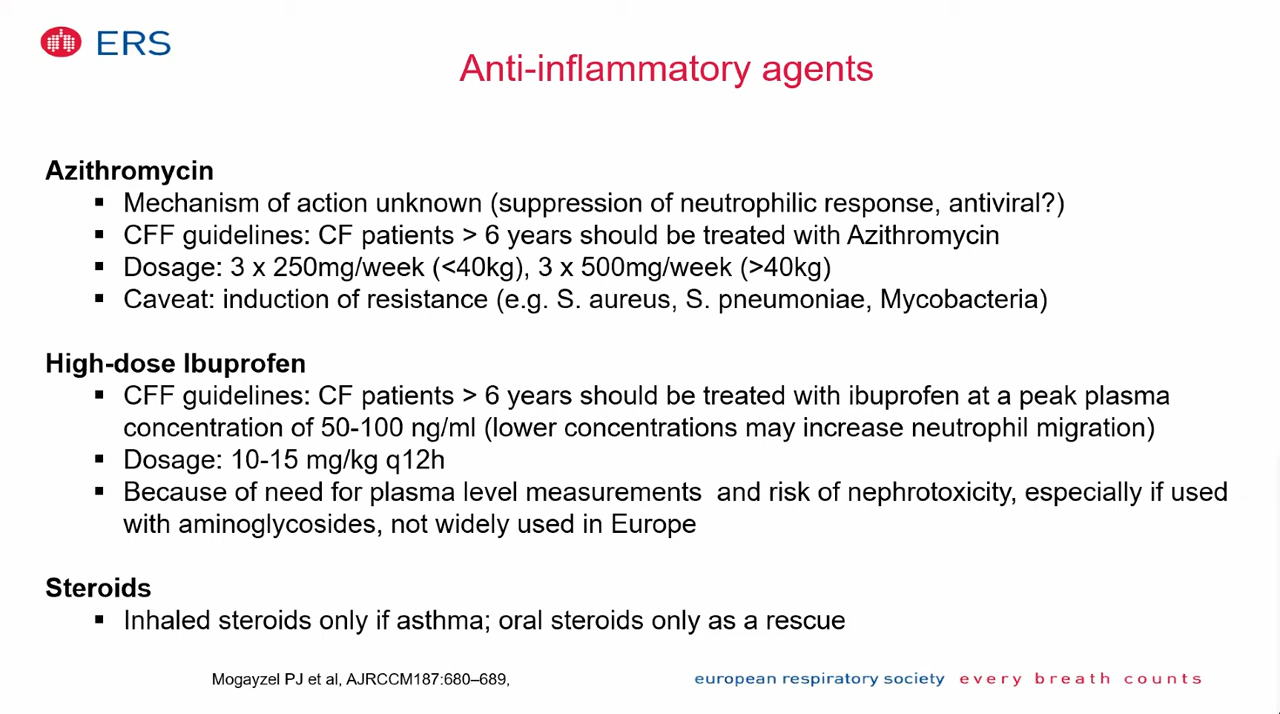 ERS
Anti-inflammatory agents
Azithromycin
▪ Mechanism of action unknown (suppression of neutrophilic response, antiviral?)
▪ CFF guidelines: CF patients > 6 years should be treated with Azithromycin
▪ Dosage: 3 x 250mg/week (<40kg), 3 x 500mg/week (>40kg)
▪ Caveat: induction of resistance (e.g. S. aureus, S. pneumoniae, Mycobacteria)
High-dose Ibuprofen
▪ CFF guidelines: CF patients > 6 years should be treated with ibuprofen at a peak plasma
concentration of 50-100 ng/ml (lower concentrations may increase neutrophil migration)
▪ Dosage: 10-15 mg/kg q12h
▪ Because of need for plasma level measurements  and risk of nephrotoxicity, especially if used
with aminoglycosides, not widely used in Europe
Steroids
▪ Inhaled steroids only if asthma; oral steroids only as a rescue
Mogayzel PJ et al, AJRCCM187:680–689,
european respiratory society every breath counts